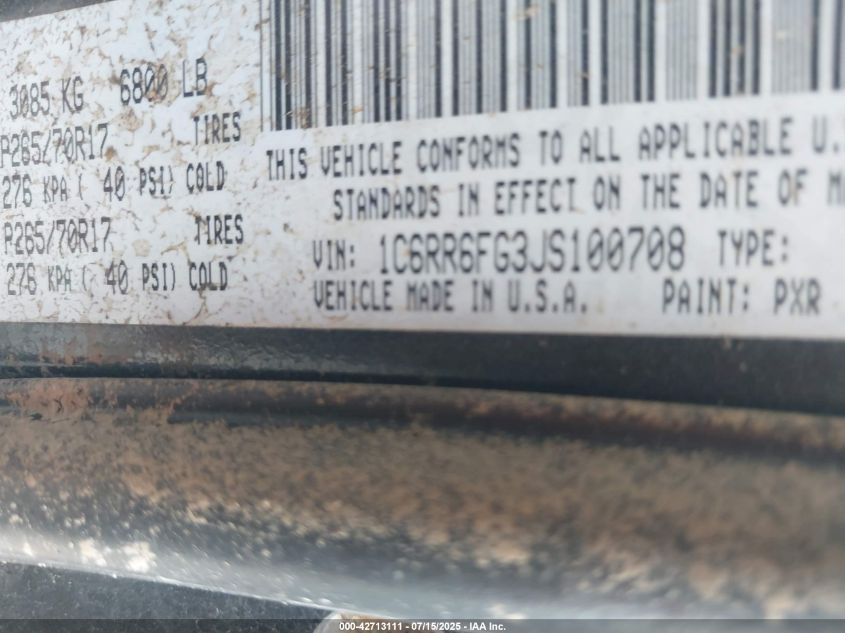 3085 KG 6800 LB
P265/70R17 TIRES
276 KPA ( 40 PSI) COLD
P265/70R17 TIRES
276 KPA ( 40 PSI) COLD
THIS VEHICLE CONFORMS TO ALL APPLICABLE U.
STANDARDS IN EFFECT ON THE DATE OF M
VIN: 1C6RR6FG3JS100708 TYPE:
VEHICLE MADE IN U.S.A. PAINT: PXR
000-42713111 - 07/15/2025 - IAA Inc.